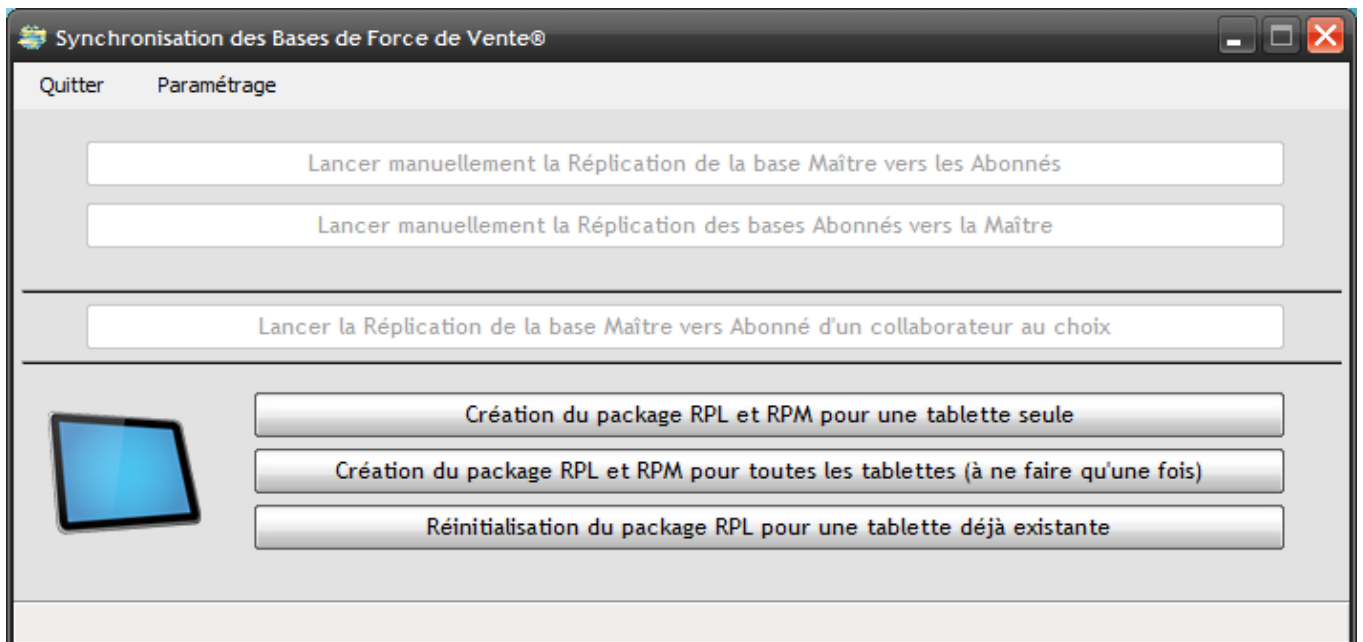 Synchronisation des Bases de Force de Vente®
Quitter Paramétrage
Lancer manuellement la Réplication de la base Maître vers les Abonnés
Lancer manuellement la Réplication des bases Abonnés vers la Maître
Lancer la Réplication de la base Maître vers Abonné d'un collaborateur au choix
Création du package RPL et RPM pour une tablette seule
Création du package RPL et RPM pour toutes les tablettes (à ne faire qu'une fois)
Réinitialisation du package RPL pour une tablette déjà existante